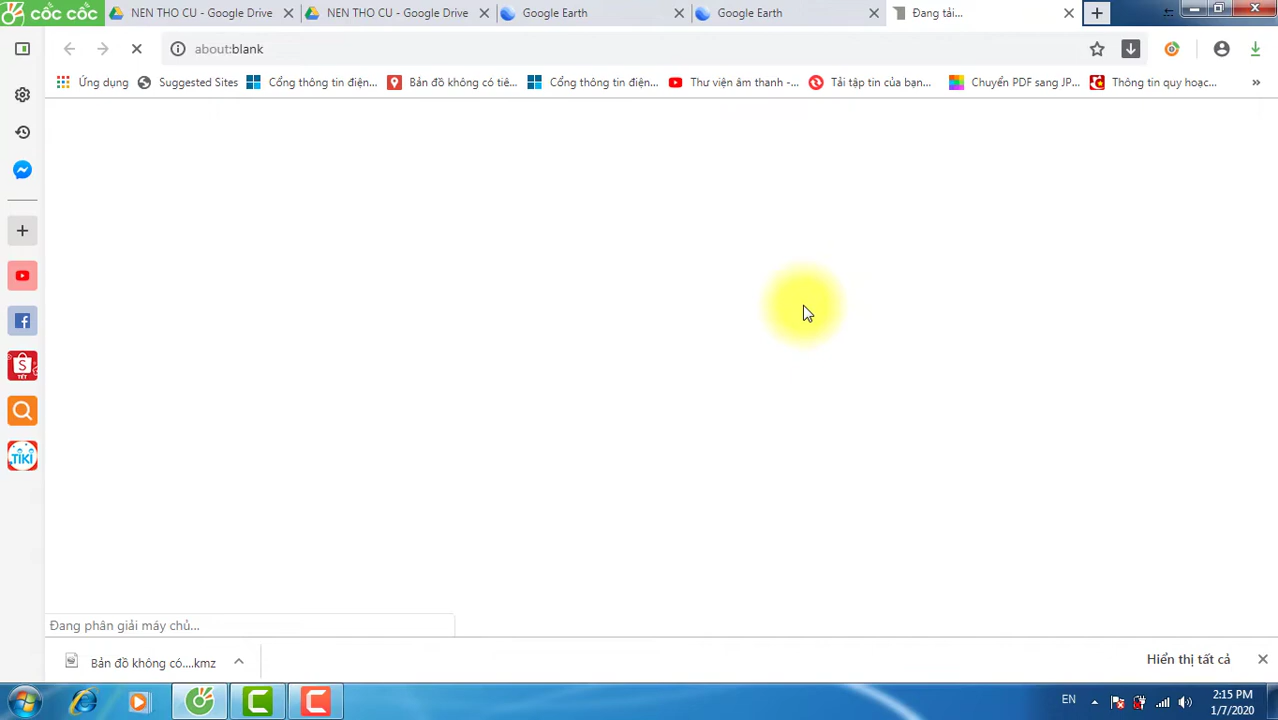 cốc cốc
NEN THO CU - Google Drive
NEN THO CU - Google
Google Earth
Google Earth
Đang tải...
about:blank
Ứng dụng
Suggested Sites
Cổng thông tin điện...
Bản đồ không có tiê...
Cổng thông tin điện...
Thư viện âm thanh -...
Tải tập tin của bạn...
Chuyển PDF sang JP...
Thông tin quy hoạc...
»
S
TẾT
TIKI
Đang phân giải máy chủ...
Bản đồ không có....kmz
Hiển thị tất cả
EN
2:15 PM
1/7/2020